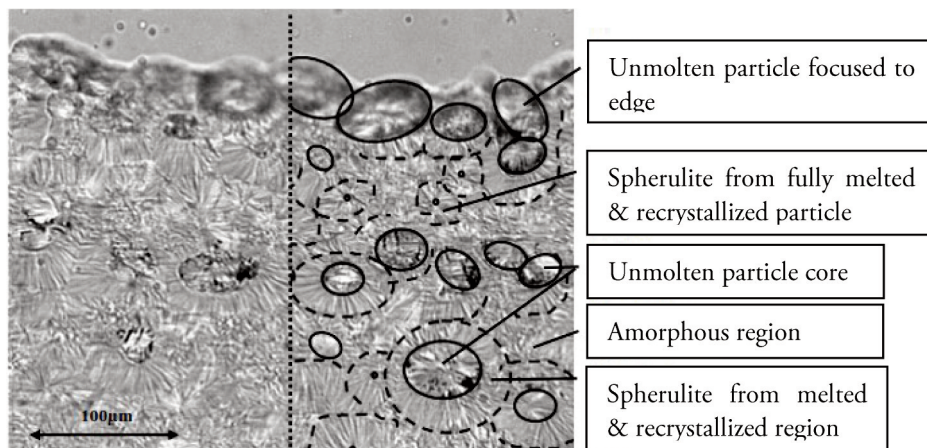 Unmolten particle focused to
edge
Spherulite from fully melted
& recrystallized particle
Unmolten particle core
Amorphous region
Spherulite from melted
& recrystallized region
100µm